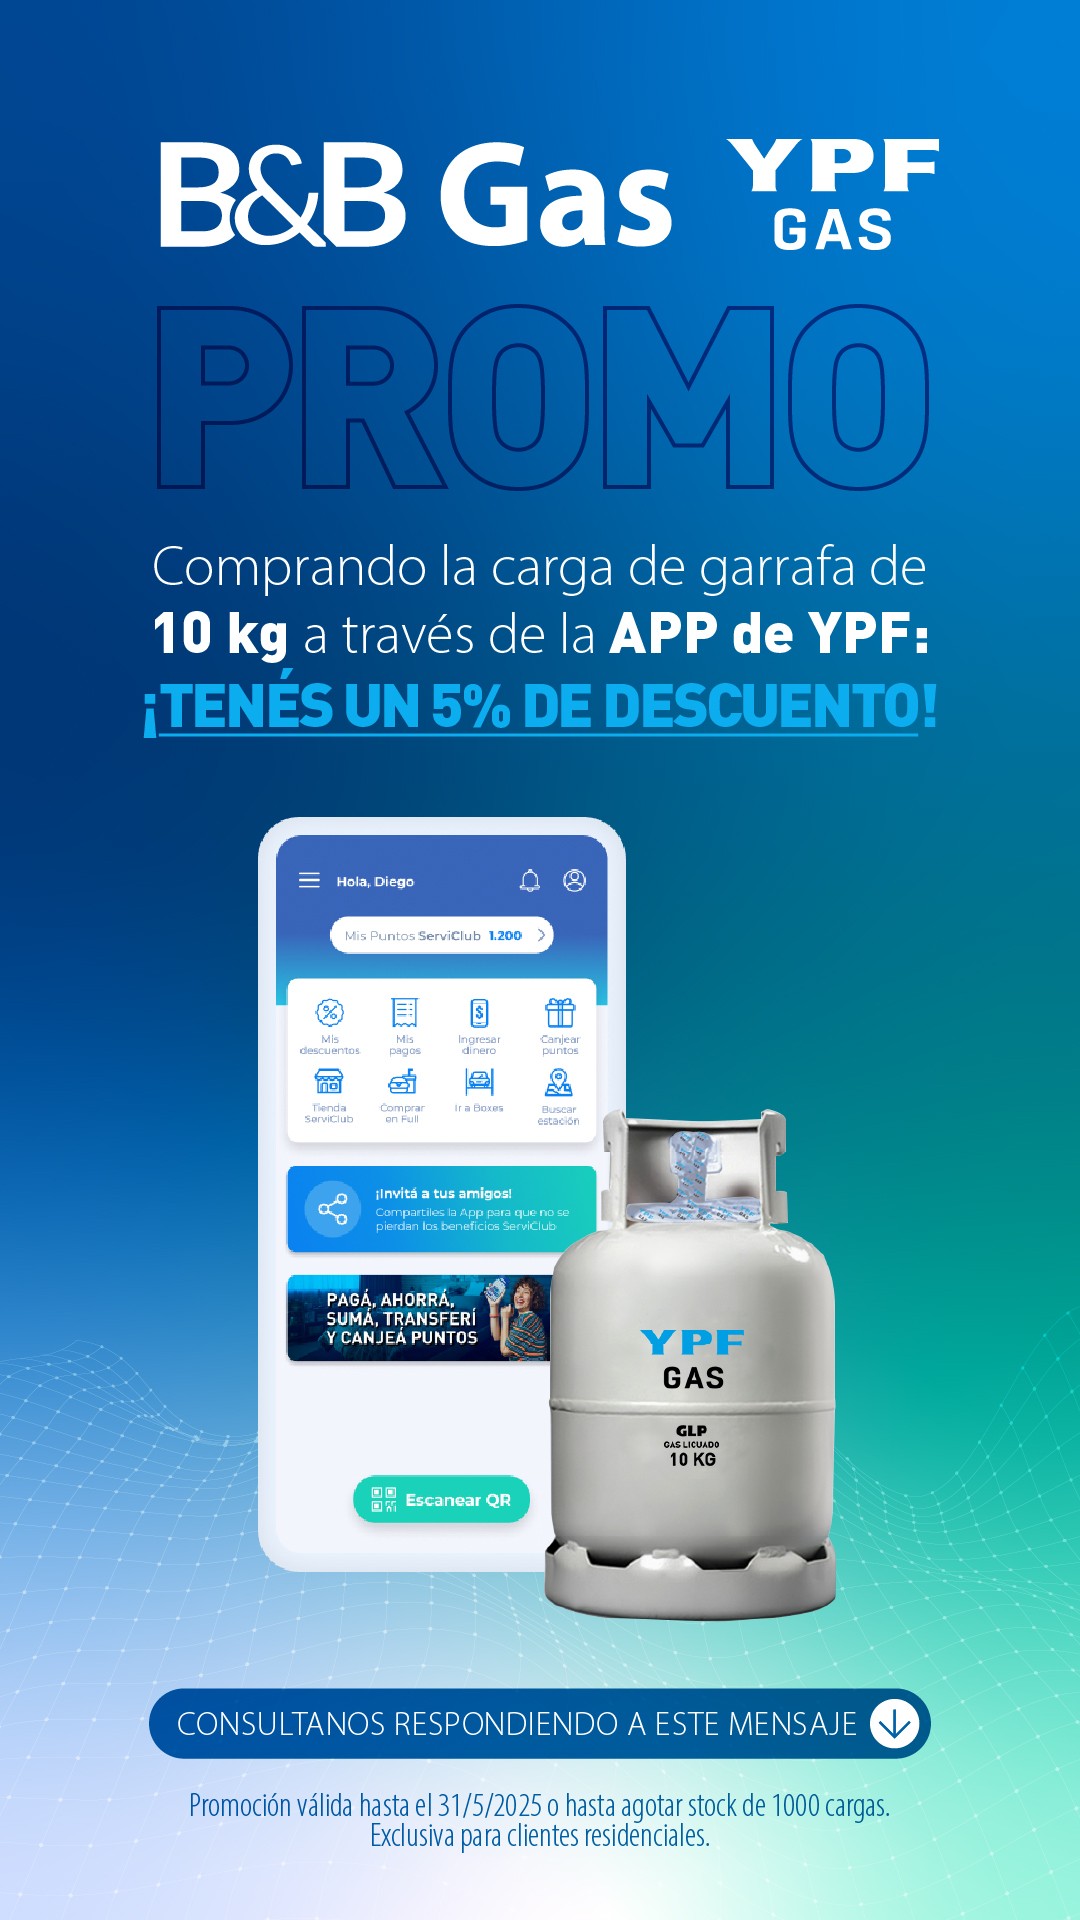 B&B Gas
YPF
GAS
PROMO
Comprando la carga de garrafa de
10 kg a través de la APP de YPF:
¡TENÉS UN 5% DE DESCUENTO!
Hola, Diego
Mis Puntos ServiClub 1.200
Mis
descuentos
Mis
pagos
Ingresar
dinero
Canjear
puntos
Tienda
ServiClub
Comprar
en Full
Ir a Boxes
Buscar
estación
¡Invitá a tus amigos!
Compartiles la App para que no se
pierdan los beneficios ServiClub
PAGÁ, AHORRÁ,
SUMÁ, TRANSFERÍ
Y CANJEÁ PUNTOS
Escanear QR
YPF
GAS
GLP
GAS LICUADO
10 KG
CONSULTANOS RESPONDIENDO A ESTE MENSAJE
Promoción válida hasta el 31/5/2025 o hasta agotar stock de 1000 cargas.
Exclusiva para clientes residenciales.